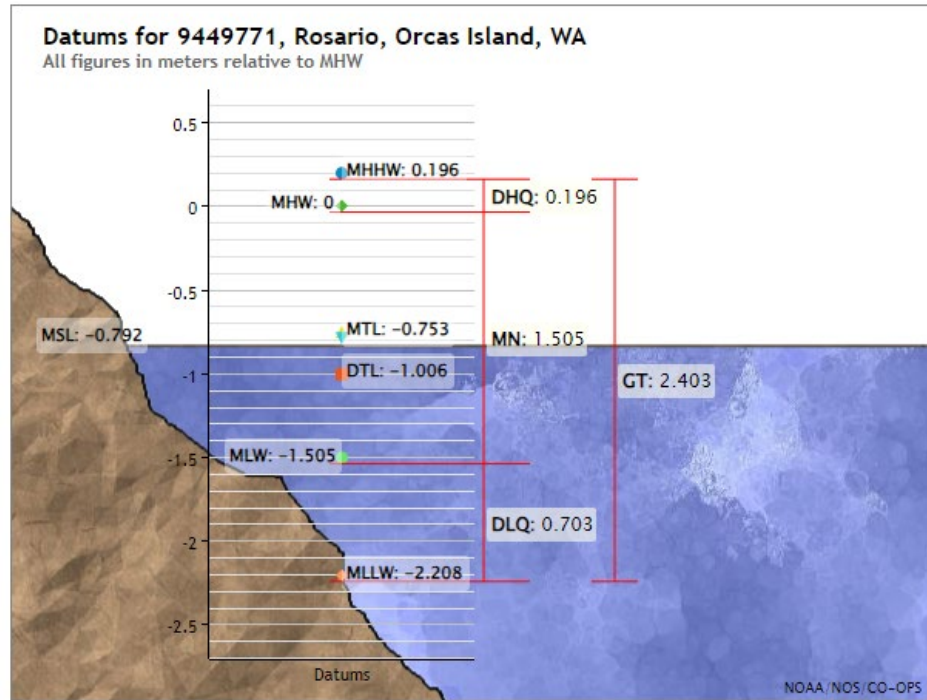 Datums for 9449771, Rosario, Orcas Island, WA
All figures in meters relative to MHW
0.5
MHHW: 0.196
DHQ: 0.196
MHW: 0
0
-0.5
MSL: −0.792
MTL: −0.753
MN: 1.505
-1
DTL: −1.006
GT: 2.403
MLW: −1.505
-1.5
DLQ: 0.703
-2
MLLW: −2.208
-2.5
Datums
NOAA/NOS/CO-OPS